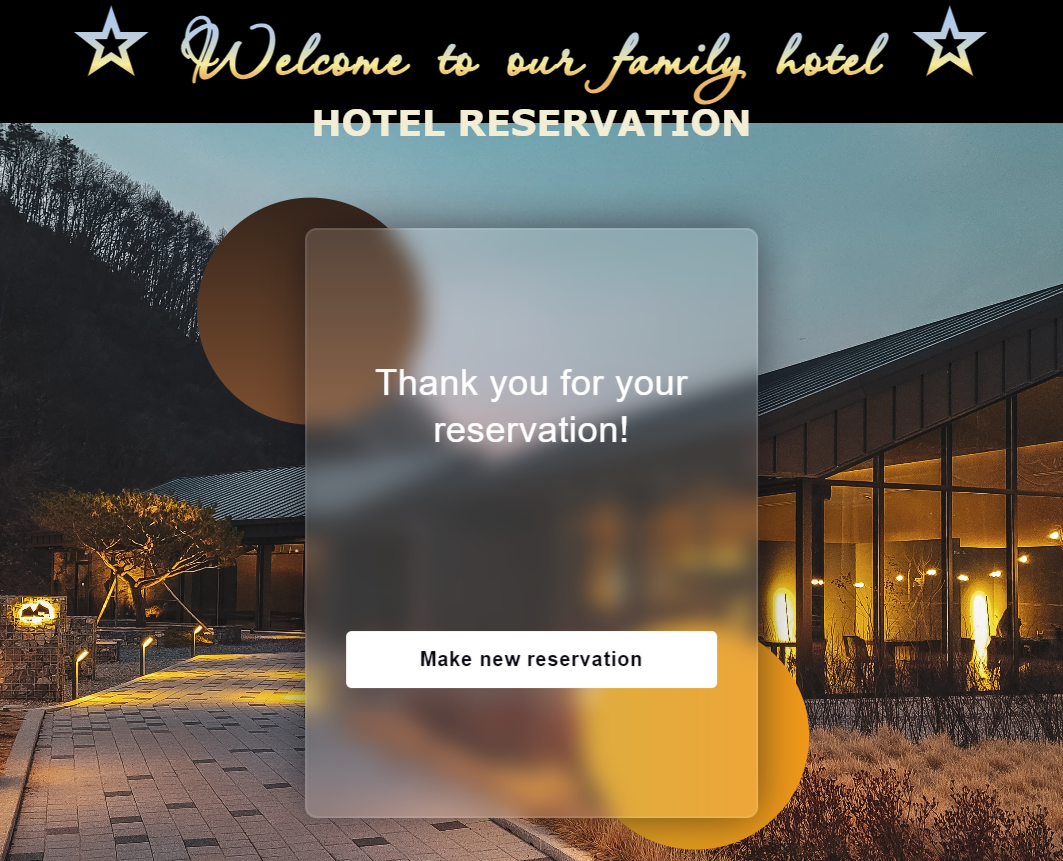 Welcome to our family hotel
HOTEL RESERVATION
Thank you for your
reservation!
Make new reservation